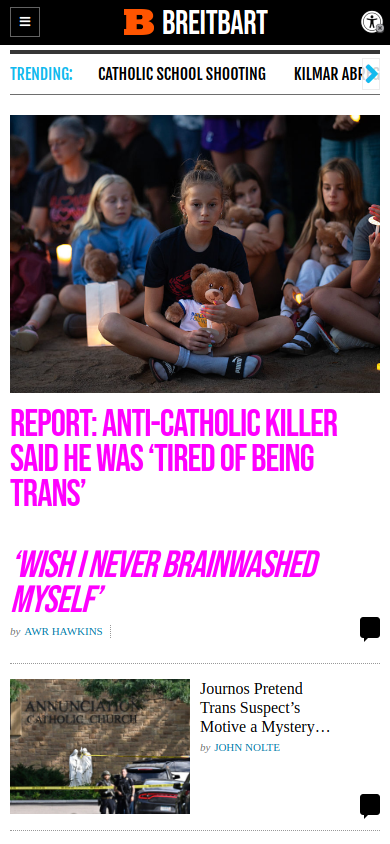 BREITBART
TRENDING:
CATHOLIC SCHOOL SHOOTING
KILMAR
REPORT: ANTI-CATHOLIC KILLER
SAID HE WAS ‘TIRED OF BEING
TRANS’
‘WISH I NEVER BRAINWASHED
MYSELF’
by AWR HAWKINS
ANNUNCIATION
CATHOLIC CHURCH
Journos Pretend
Trans Suspect’s
Motive a Mystery…
by JOHN NOLTE